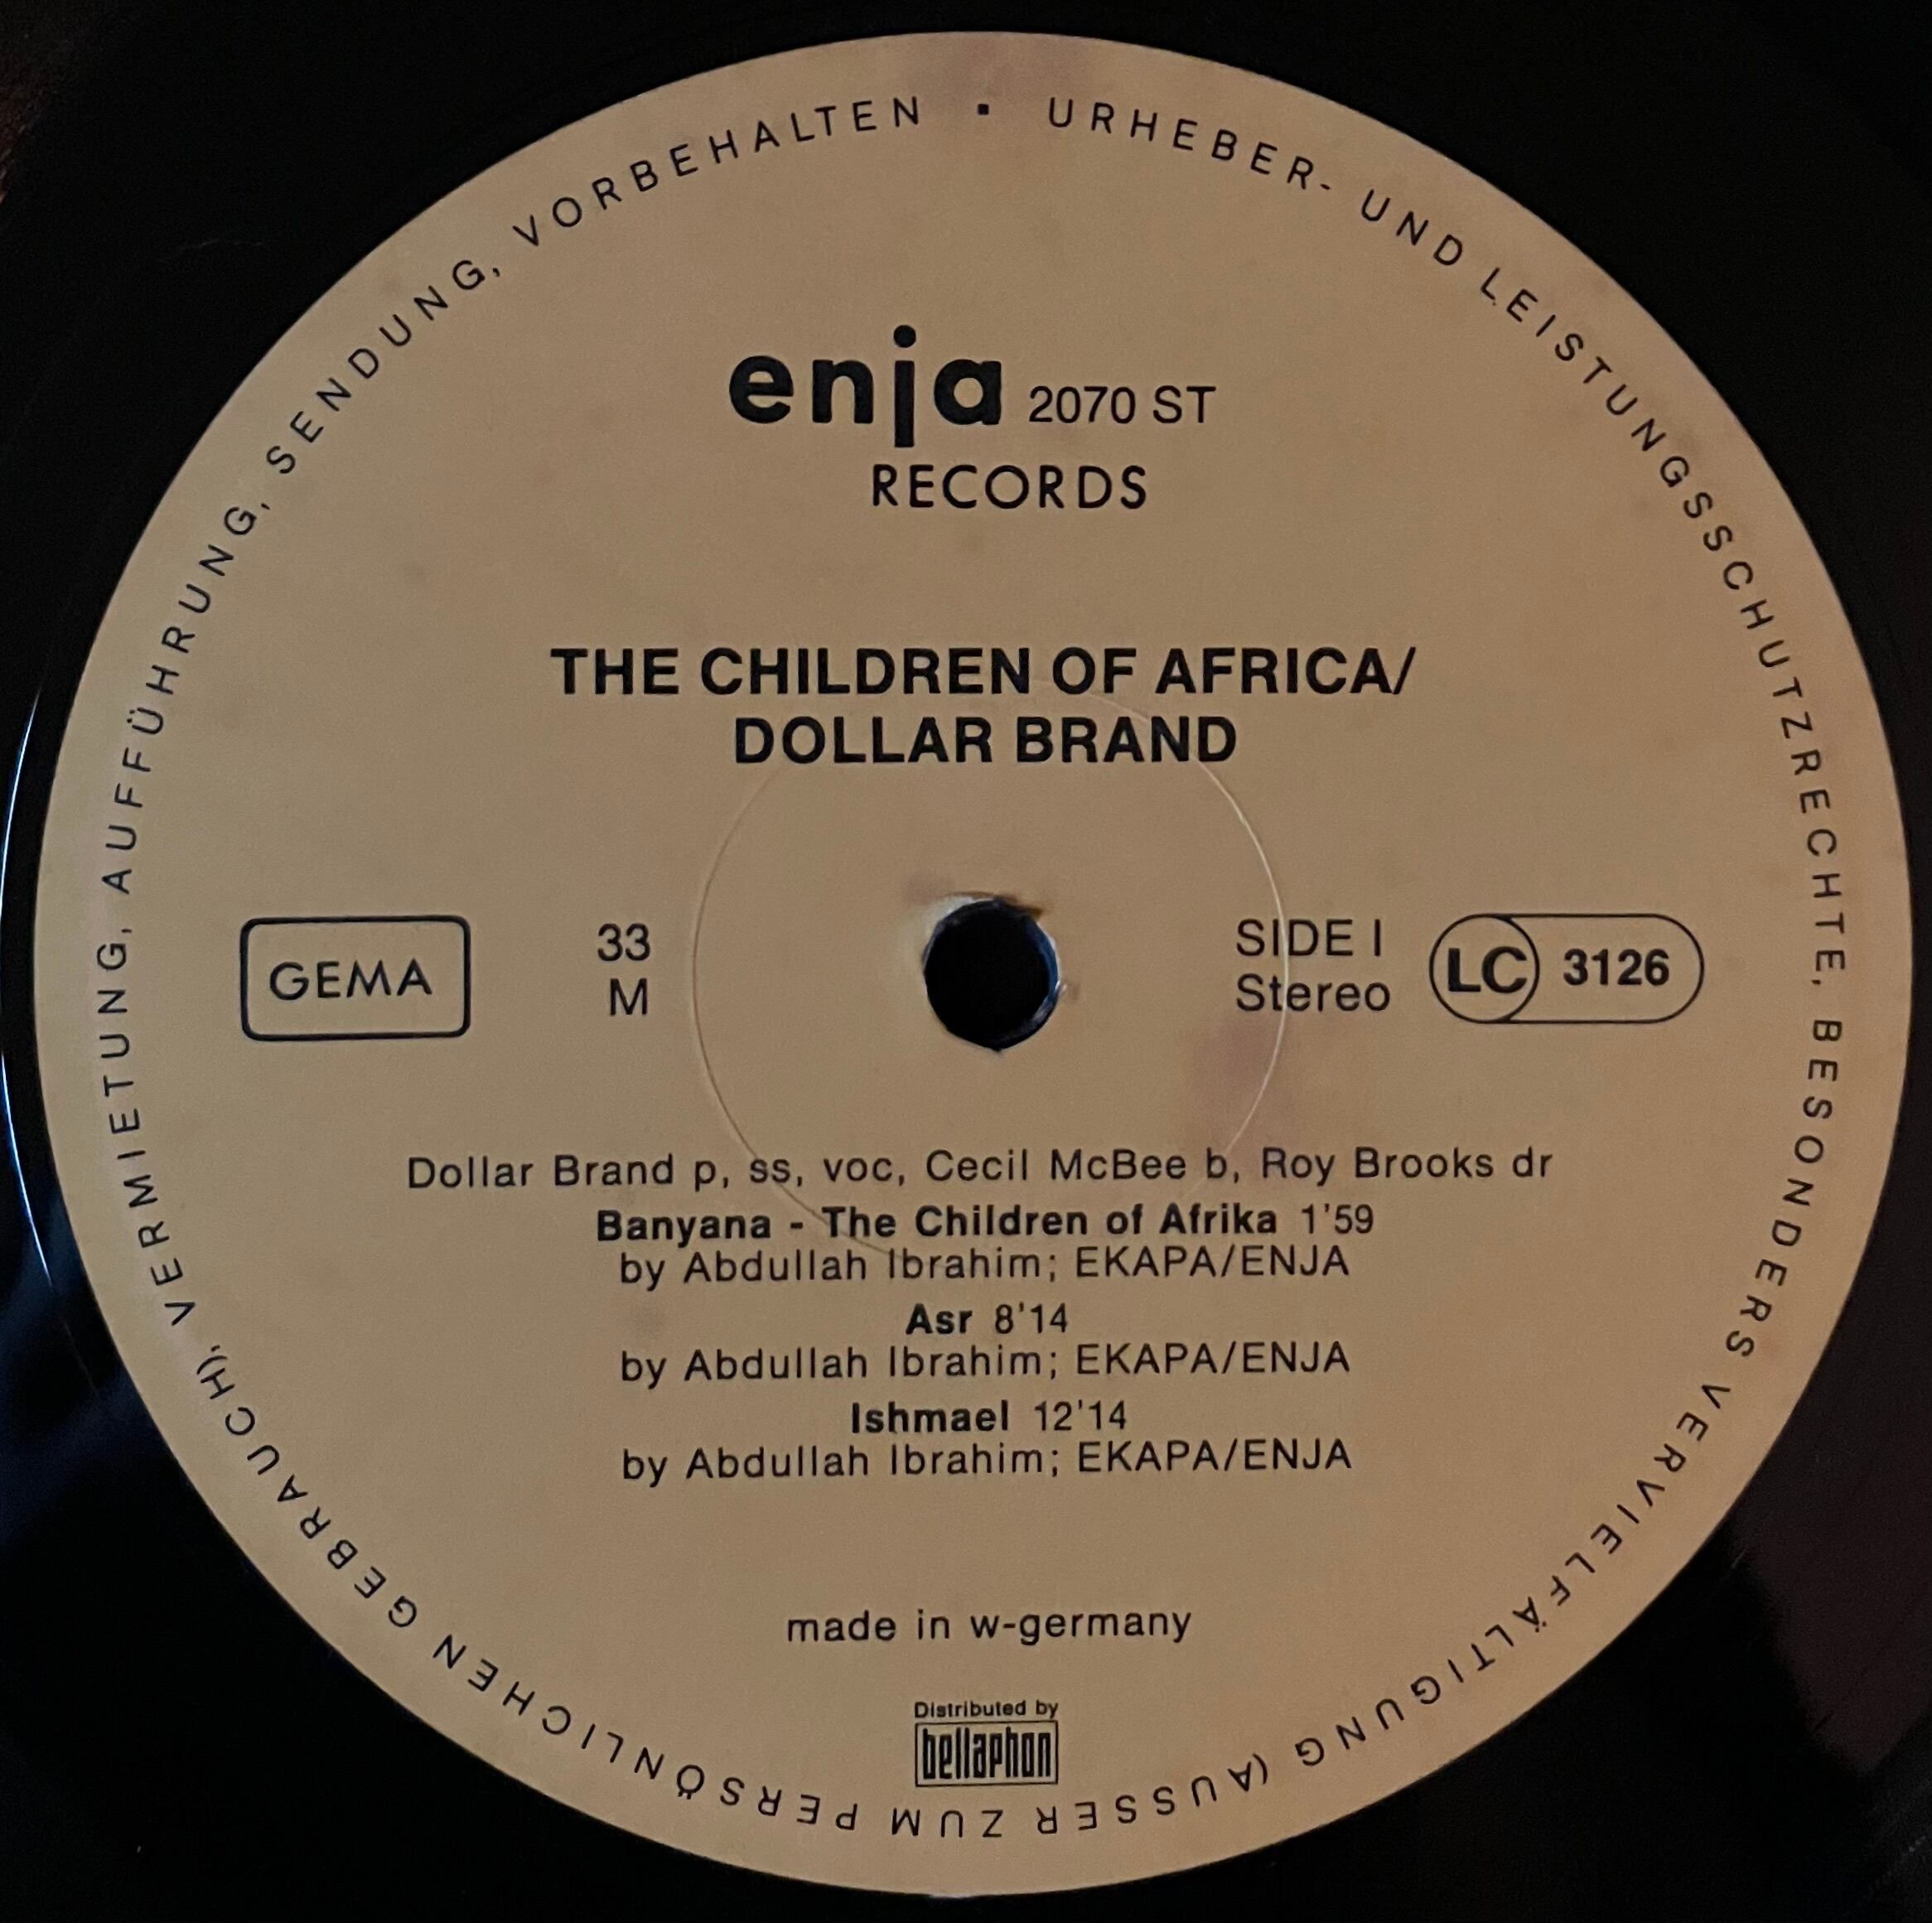 URHEBER- UND LEISTUNGSSCHUTZRECHTE, BESONDERS VERVIELFÄLTIGUNG (AUSSER ZUM PERSÖNLICHEN GEBRAUCH), VERMIETUNG, AUFFÜHRUNG, SENDUNG, VORBEHALTEN ▪
enja 2070 ST
RECORDS
THE CHILDREN OF AFRICA/
DOLLAR BRAND
GEMA
33
M
SIDE I
Stereo
LC 3126
Dollar Brand p, ss, voc, Cecil McBee b, Roy Brooks dr
Banyana - The Children of Afrika 1'59
by Abdullah Ibrahim; EKAPA/ENJA
Asr 8'14
by Abdullah Ibrahim; EKAPA/ENJA
Ishmael 12'14
by Abdullah Ibrahim; EKAPA/ENJA
made in w-germany
Distributed by
bellaphon